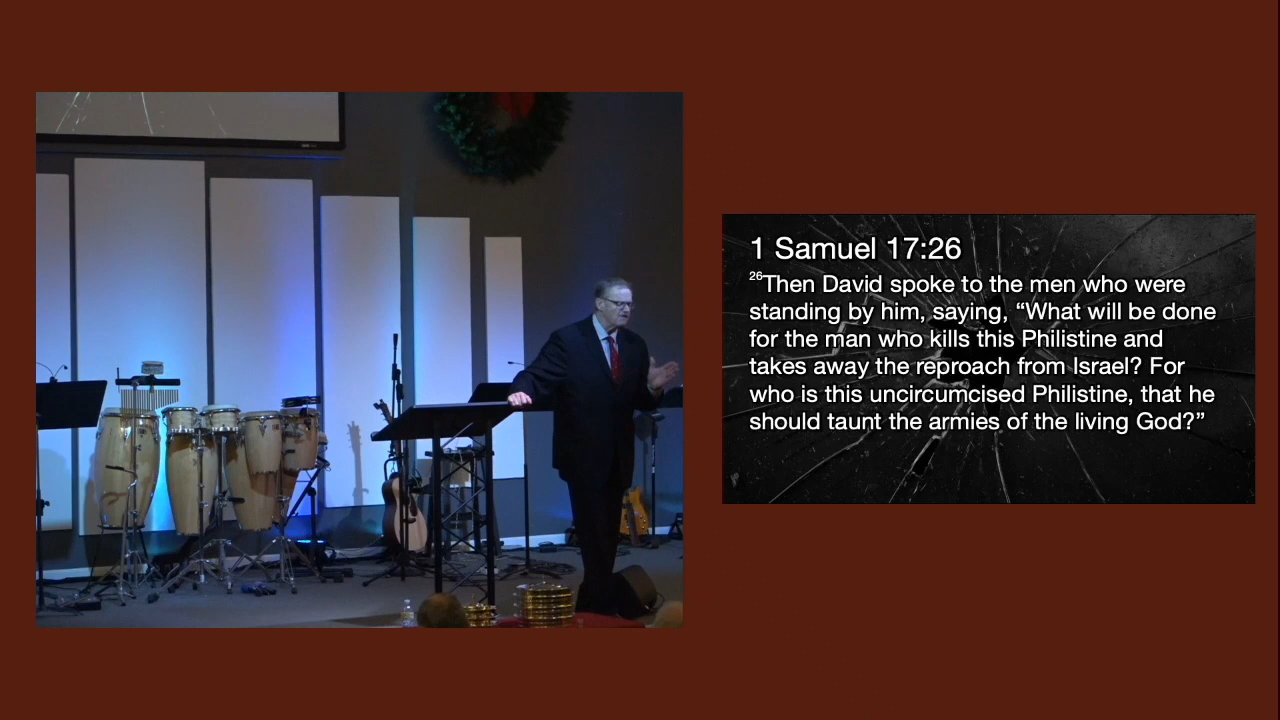 1 Samuel 17:26
26Then David spoke to the men who were
standing by him, saying, “What will be done
for the man who kills this Philistine and
takes away the reproach from Israel? For
who is this uncircumcised Philistine, that he
should taunt the armies of the living God?”